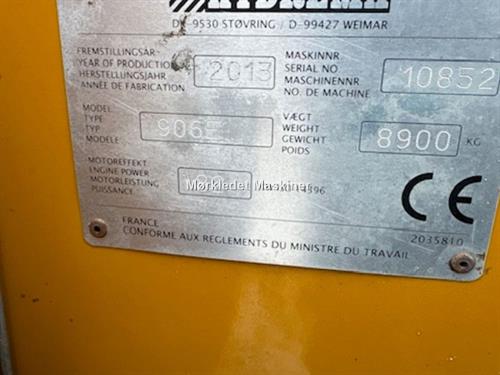 HYDREMA
DK-9530 STØVRING / D-99427 WEIMAR
FREMSTILLINGSÅR
YEAR OF PRODUCTION
HERSTELLUNGSJAHR
ANNÉE DE FABRICATION
2013
MASKINNR
SERIAL NO
MASCHINENNR
NO. DE MACHINE
10852
MODEL
TYPE
TYP
MODELE
906E
VÆGT
WEIGHT
GEWICHT
POIDS
8900 KG
MOTOREFFEKT
ENGINE POWER
MOTORLEISTUNG
PUISSANCE
Mørkledet Maskiner
CE
FRANCE
CONFORME AUX REGLEMENTS DU MINISTRE DU TRAVAIL
2035810